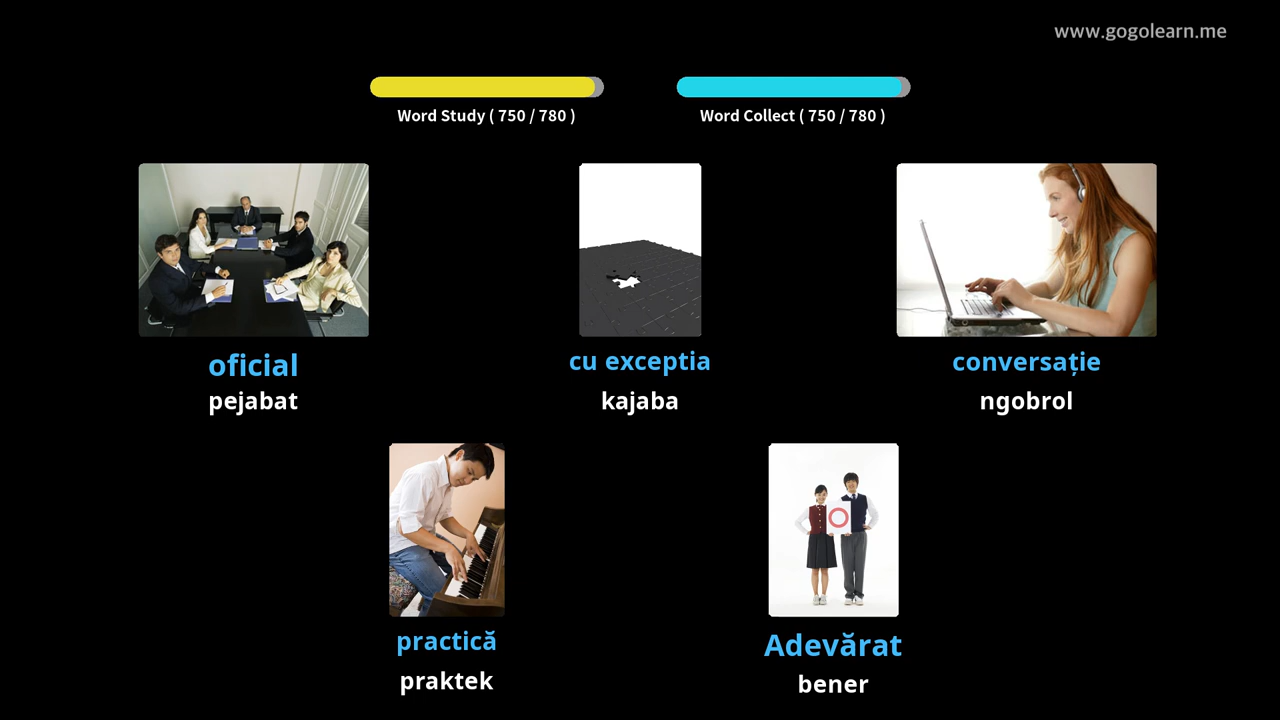 www.gogolearn.me
Word Study ( 750 / 780 )
Word Collect ( 750 / 780 )
oficial
pejabat
cu exceptia
kajaba
conversație
ngobrol
practică
praktek
Adevărat
bener